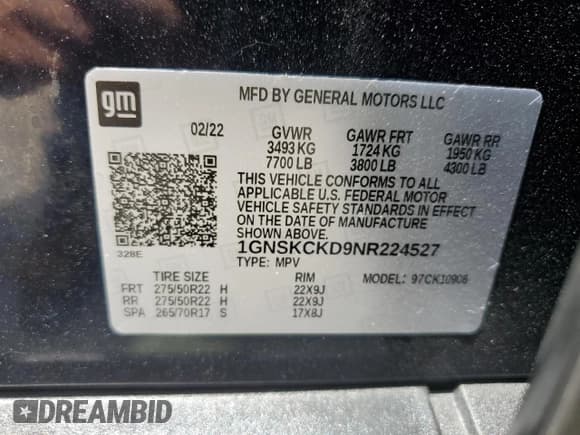 gm
MFD BY GENERAL MOTORS LLC
02/22 GVWR GAWR FRT GAWR RR
3493 KG 1724 KG 1950 KG
7700 LB 3800 LB 4300 LB
THIS VEHICLE CONFORMS TO ALL
APPLICABLE U.S. FEDERAL MOTOR
VEHICLE SAFETY STANDARDS IN EFFECT
ON THE DATE OF MANUFACTURE
SHOWN ABOVE.
328E 1GNSKCKD9NR224527
TYPE: MPV MODEL: 97CK10906
TIRE SIZE RIM
FRT 275/50R22 H 22X9J
RR 275/50R22 H 22X9J
SPA 265/70R17 S 17X8J
DREAMBID